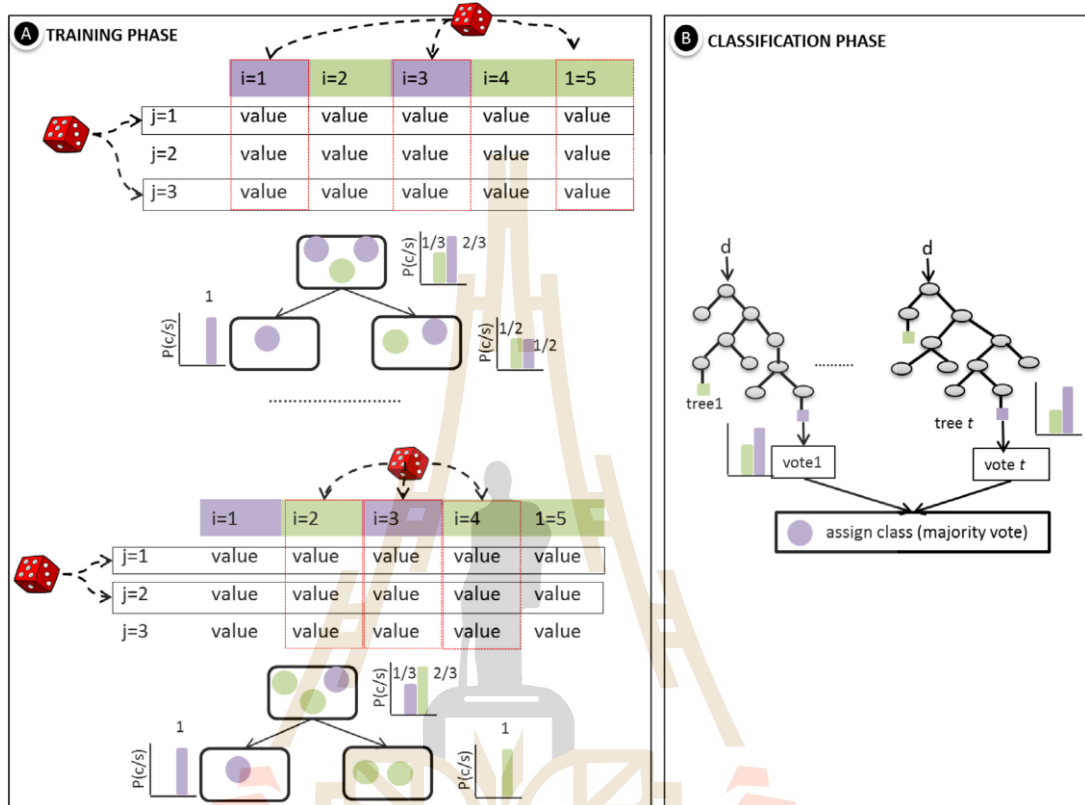 A TRAINING PHASE
i=1 i=2 i=3 i=4 1=5
j=1 value value value value value
j=2 value value value value value
j=3 value value value value value
P(c/s) 1/3 2/3
P(c/s) 1
P(c/s) 1/2 1/2
....................
i=1 i=2 i=3 i=4 1=5
j=1 value value value value value
j=2 value value value value value
j=3 value value value value value
P(c/s) 1/3 2/3
P(c/s) 1
P(c/s) 1
B CLASSIFICATION PHASE
d d
..........
tree1 tree t
vote1 vote t
assign class (majority vote)